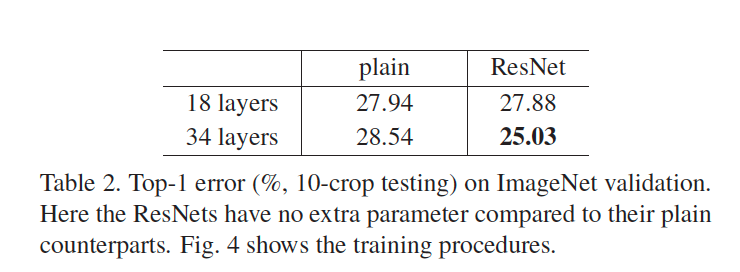 plain ResNet
18 layers 27.94 27.88
34 layers 28.54 25.03
Table 2. Top-1 error (%, 10-crop testing) on ImageNet validation.
Here the ResNets have no extra parameter compared to their plain
counterparts. Fig. 4 shows the training procedures.